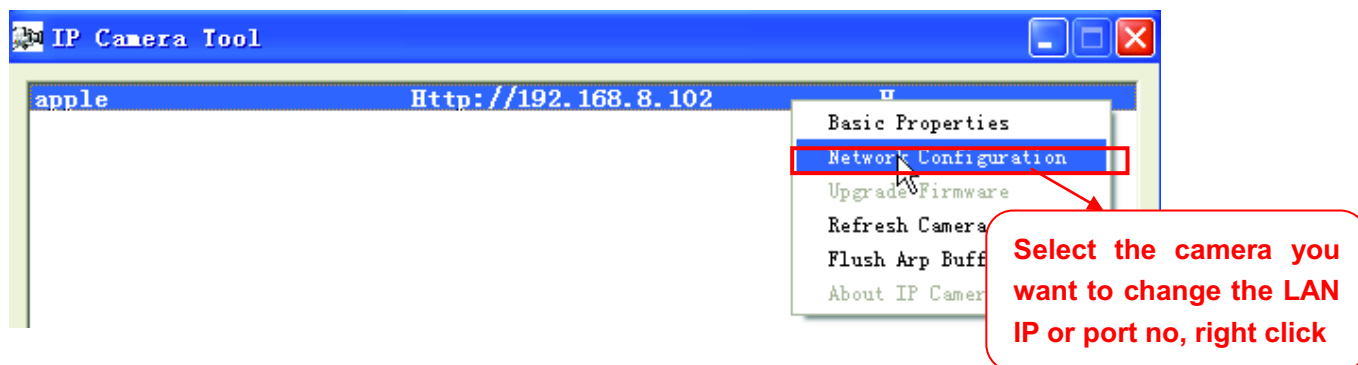 IP Camera Tool
apple Http://192.168.8.102
Basic Properties
Network Configuration
Upgrade Firmware
Refresh Camera
Flush Arp Buff
About IP Camer
Select the camera you
want to change the LAN
IP or port no, right click